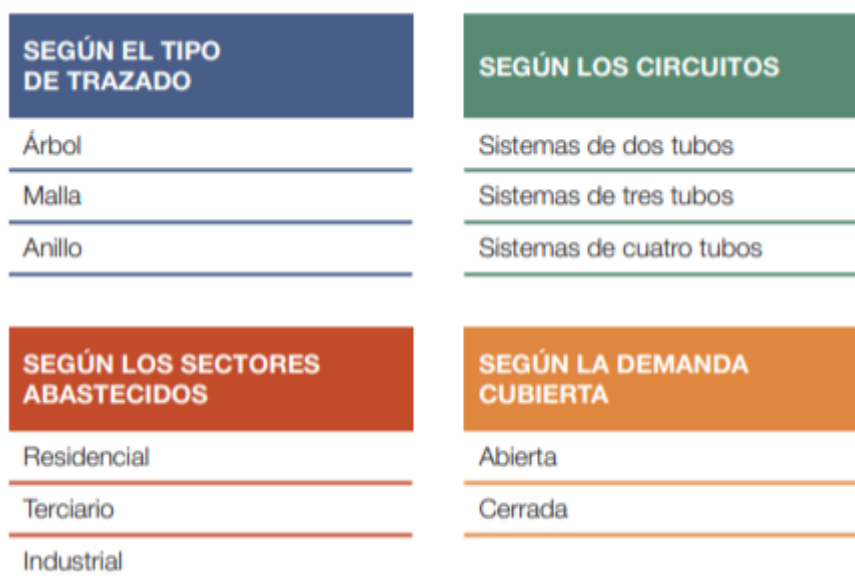 SEGÚN EL TIPO
DE TRAZADO
Árbol
Malla
Anillo
SEGÚN LOS CIRCUITOS
Sistemas de dos tubos
Sistemas de tres tubos
Sistemas de cuatro tubos
SEGÚN LOS SECTORES
ABASTECIDOS
Residencial
Terciario
Industrial
SEGÚN LA DEMANDA
CUBIERTA
Abierta
Cerrada